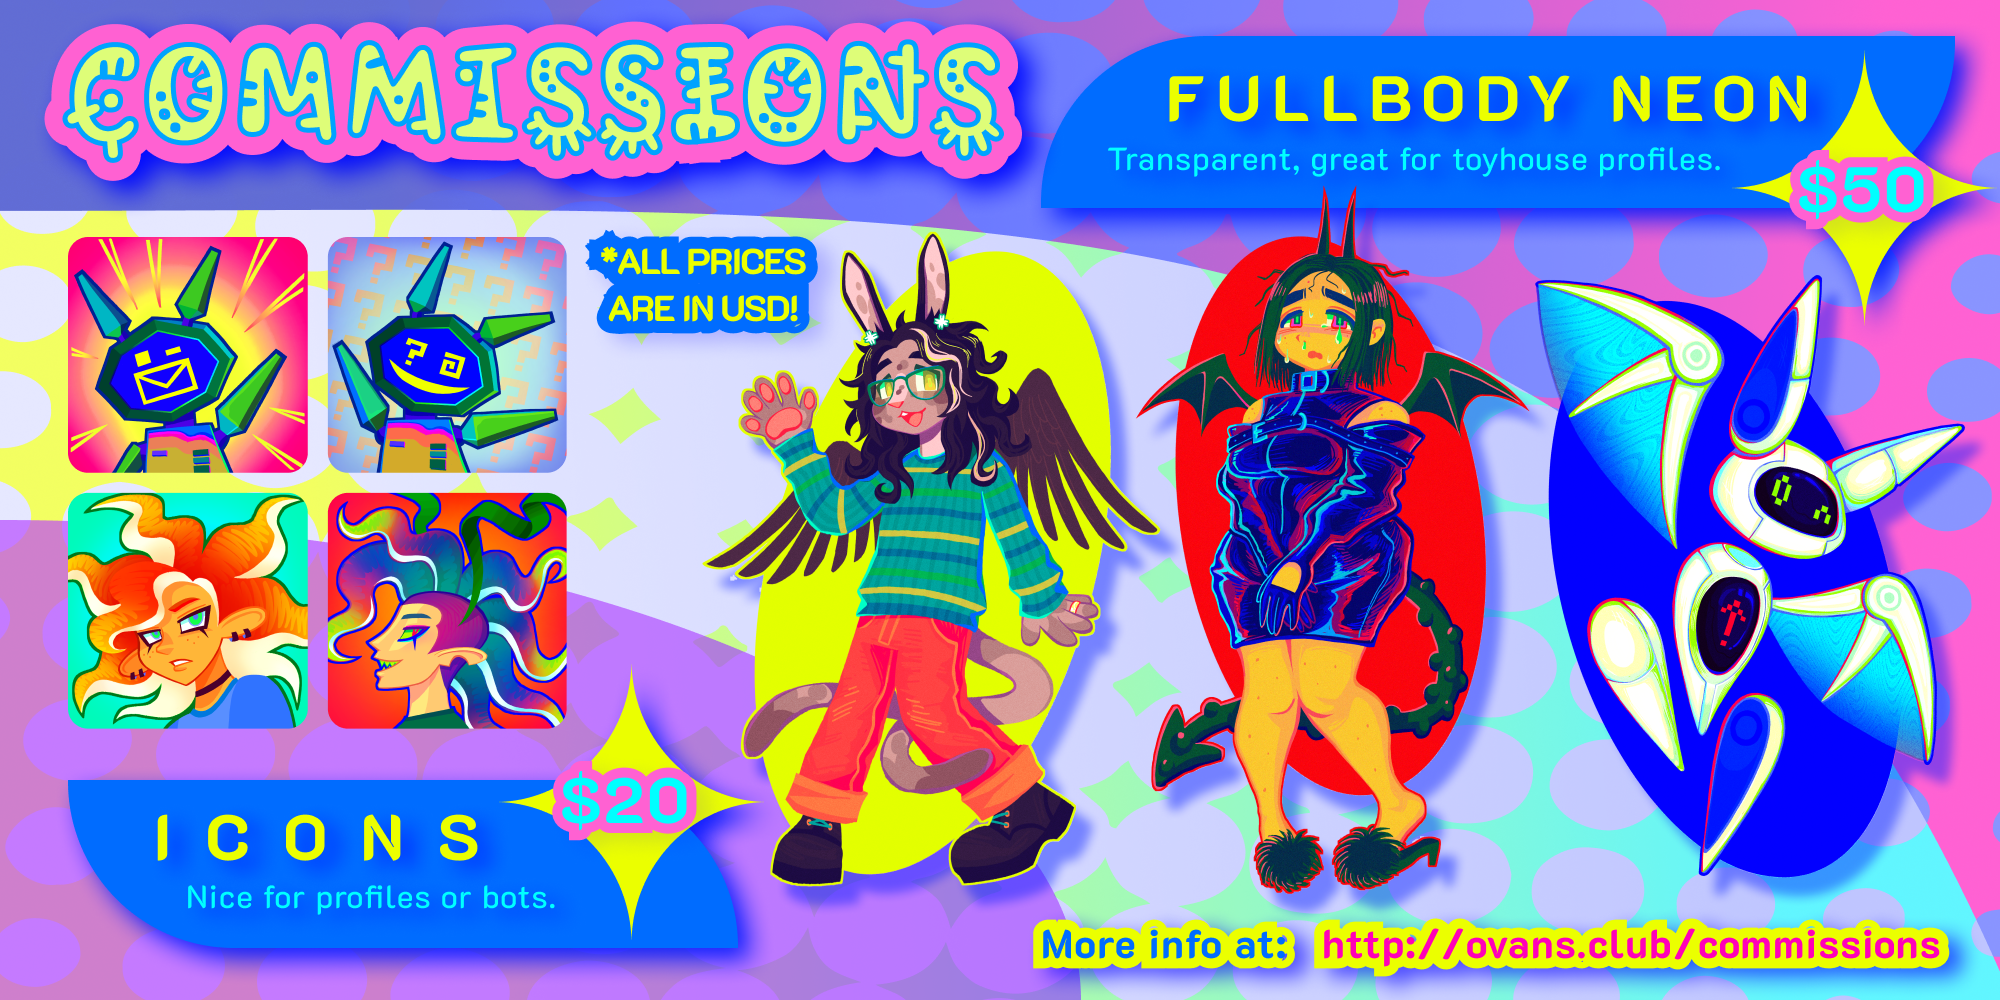 COMMISSIONS
FULLBODY NEON
Transparent, great for toyhouse profiles.
$50
*ALL PRICES
ARE IN USD!
? a
$20
ICONS
Nice for profiles or bots.
More info at: http://ovans.club/commissions